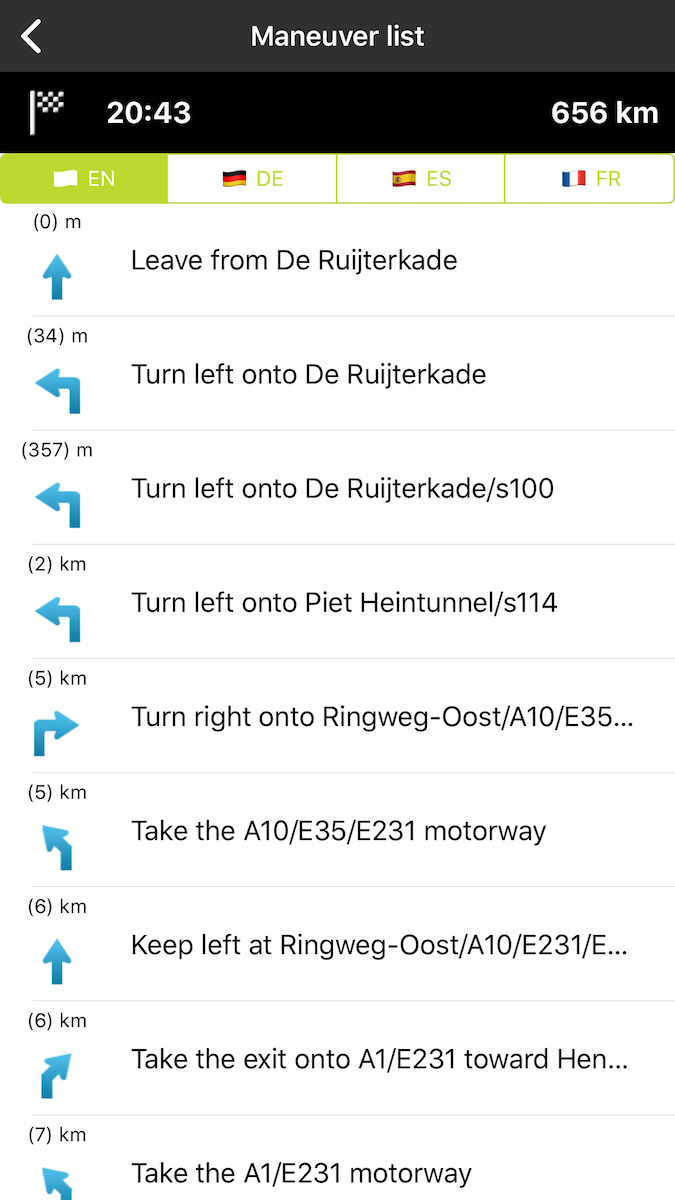 Maneuver list
20:43 656 km
EN DE ES FR
(0) m
Leave from De Ruijterkade
(34) m
Turn left onto De Ruijterkade
(357) m
Turn left onto De Ruijterkade/s100
(2) km
Turn left onto Piet Heintunnel/s114
(5) km
Turn right onto Ringweg-Oost/A10/E35...
(5) km
Take the A10/E35/E231 motorway
(6) km
Keep left at Ringweg-Oost/A10/E231/E...
(6) km
Take the exit onto A1/E231 toward Hen...
(7) km
Take the A1/E231 motorway